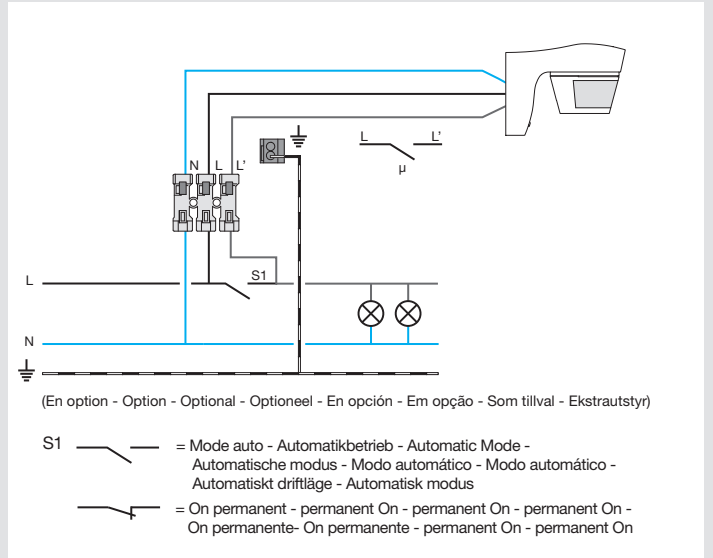 N L L’
L L’
µ
L S1
N
(En option - Option - Optional - Optioneel - En opción - Em opção - Som tillval - Ekstrautstyr)
S1 = Mode auto - Automatikbetrieb - Automatic Mode -
Automatische modus - Modo automático - Modo automático -
Automatiskt driftläge - Automatisk modus
= On permanent - permanent On - permanent On - permanent On -
On permanente- On permanente - permanent On - permanent On